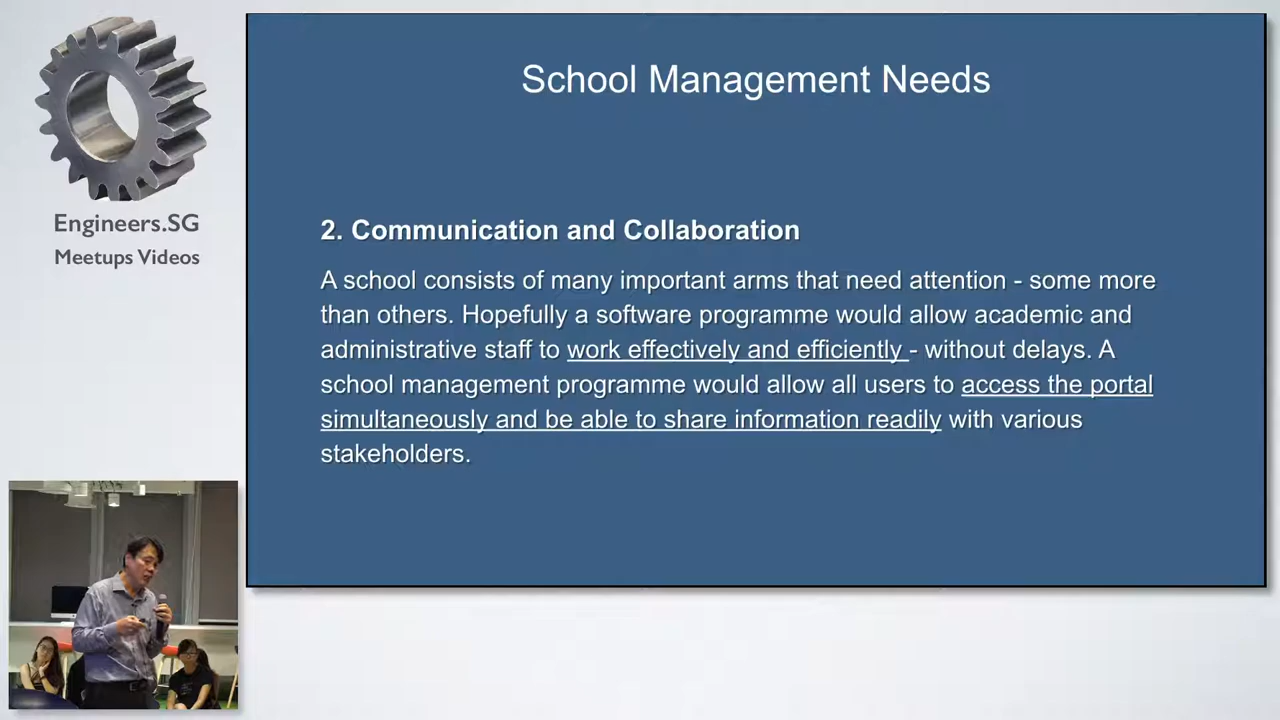 School Management Needs
Engineers.SG
Meetups Videos
2. Communication and Collaboration
A school consists of many important arms that need attention - some more
than others. Hopefully a software programme would allow academic and
administrative staff to work effectively and efficiently - without delays. A
school management programme would allow all users to access the portal
simultaneously and be able to share information readily with various
stakeholders.